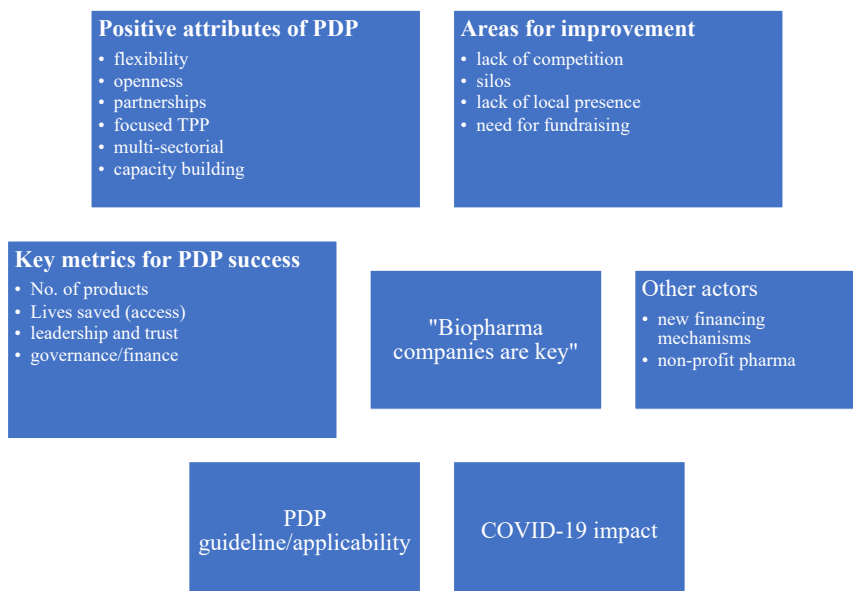 Positive attributes of PDP
• flexibility
• openness
• partnerships
• focused TPP
• multi-sectorial
• capacity building
Areas for improvement
• lack of competition
• silos
• lack of local presence
• need for fundraising
Key metrics for PDP success
• No. of products
• Lives saved (access)
• leadership and trust
• governance/finance
"Biopharma
companies are key"
Other actors
• new financing
mechanisms
• non-profit pharma
PDP
guideline/applicability
COVID-19 impact